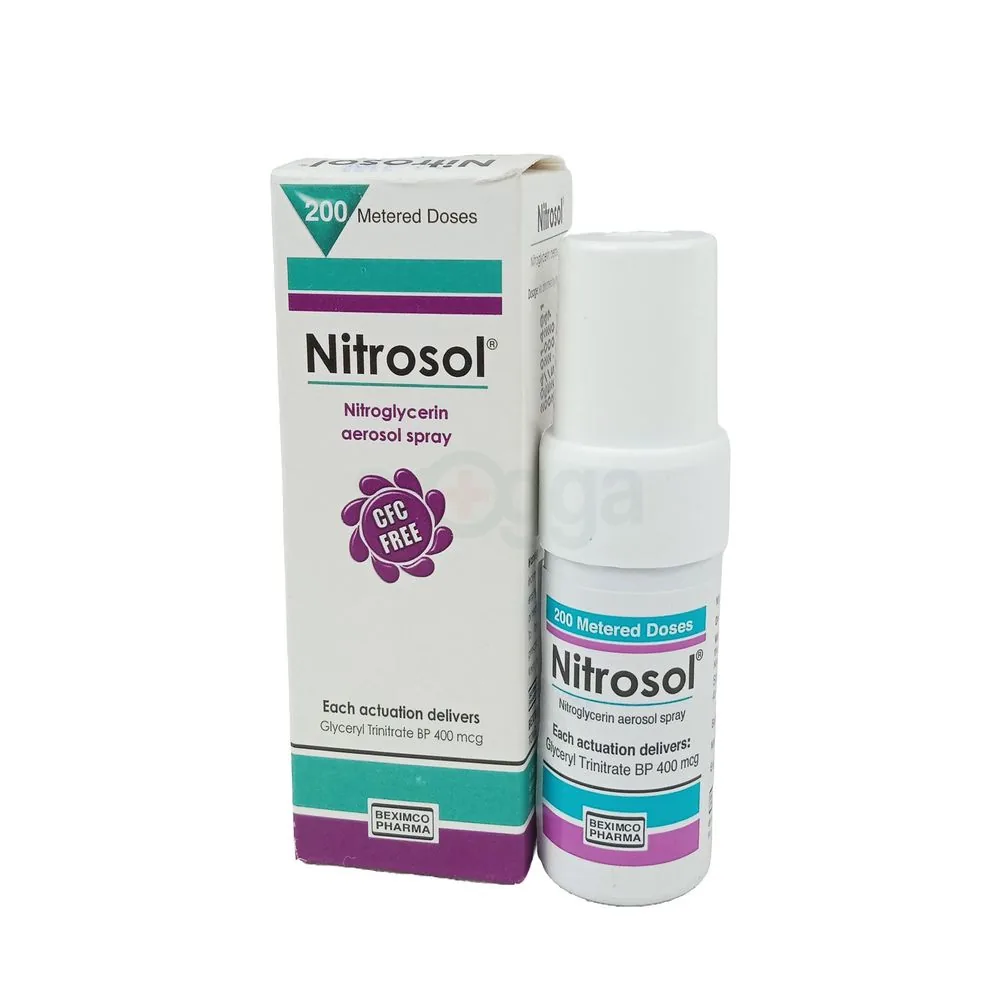 Nitrosol®
200 Metered Doses
Nitrosol®
Nitroglycerin
aerosol spray
CFC
FREE
Each actuation delivers
Glyceryl Trinitrate BP 400 mcg
BEXIMCO
PHARMA
Nitrosol
200 Metered Doses
Nitrosol®
Nitroglycerin aerosol spray
Each actuation delivers:
Glyceryl Trinitrate BP 400 mcg
BEXIMCO
PHARMA